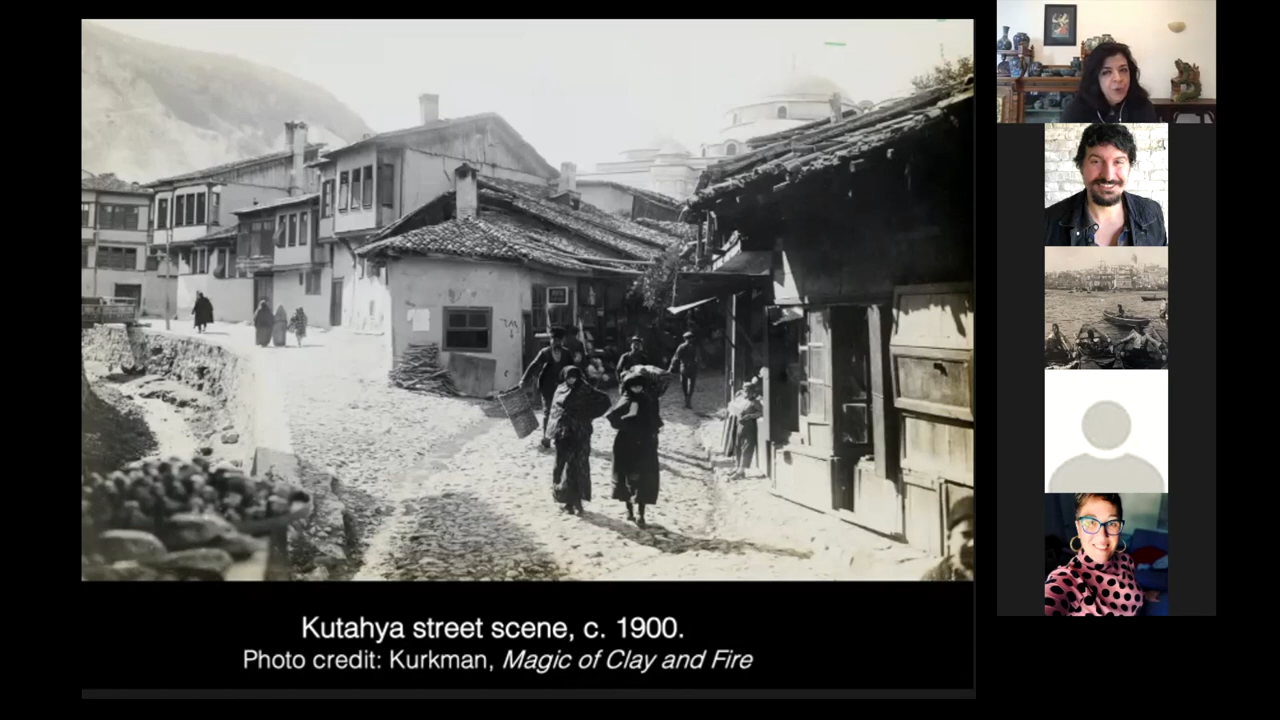 Kutahya street scene, c. 1900.
Photo credit: Kurkman, Magic of Clay and Fire